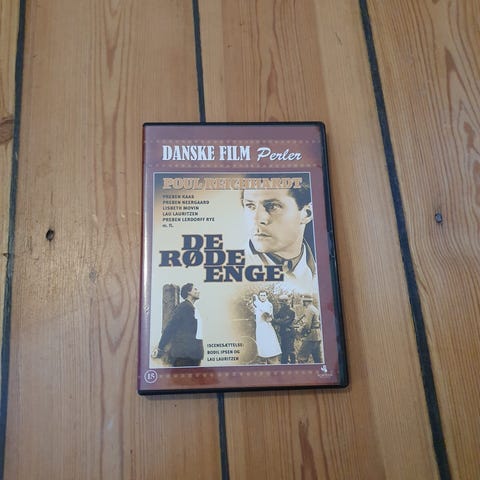 DANSKE FILM Perler
POUL REICHHARDT
PREBEN KAAS
PREBEN NEERGAARD
LISBETH MOVIN
LAU LAURITZEN
PREBEN LERDORFF RYE
m. fl.
DE
RØDE
ENGE
ISCENESÆTTELSE:
BODIL IPSEN OG
LAU LAURITZEN
15